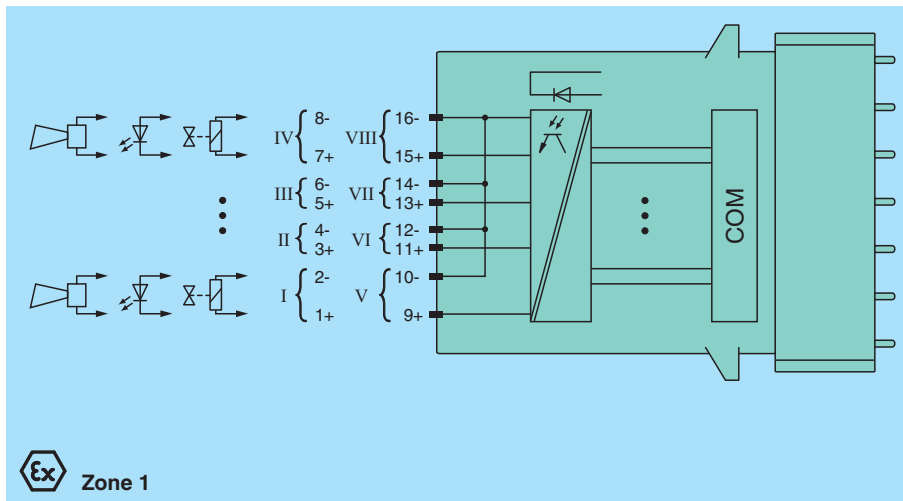 IV 8- VIII 16-
7+ 15+
III 6- VII 14-
5+ 13+
II 4- VI 12-
3+ 11+
I 2- V 10-
1+ 9+
COM
Ex Zone 1